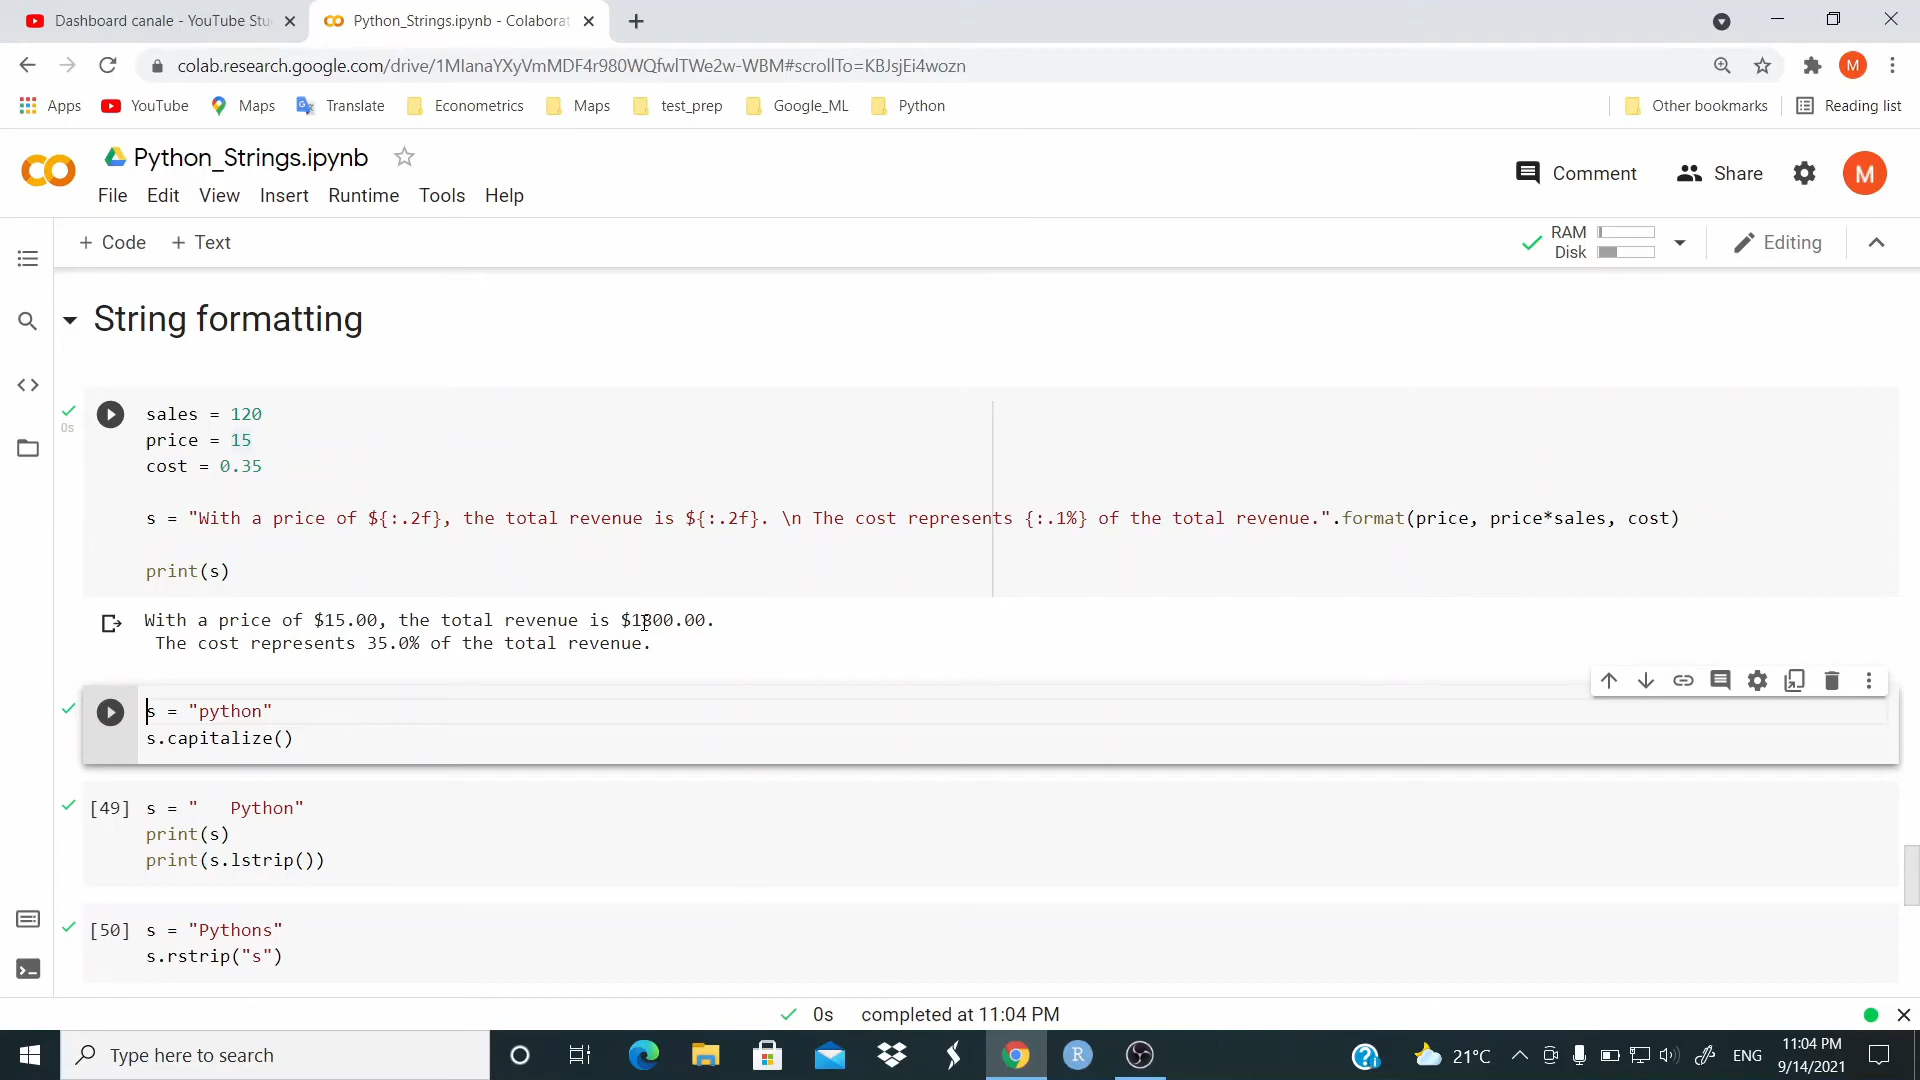 Dashboard canale - YouTube Stu
Python_Strings.ipynb - Colaborat
colab.research.google.com/drive/1MIanaYXyVmMDF4r980WQfwlTWe2w-WBM#scrollTo=KBJsjEi4wozn
M
Apps
YouTube
Maps
Translate
Econometrics
Maps
test_prep
Google_ML
Python
Other bookmarks
Reading list
Python_Strings.ipynb
Comment
Share
M
File Edit View Insert Runtime Tools Help
+ Code + Text
RAM
Disk
Editing
String formatting
0s
sales = 120
price = 15
cost = 0.35
s = "With a price of ${:.2f}, the total revenue is ${:.2f}. \n The cost represents {:.1%} of the total revenue.".format(price, price*sales, cost)
print(s)
With a price of $15.00, the total revenue is $1800.00.
The cost represents 35.0% of the total revenue.
s = "python"
s.capitalize()
[49] s = "   Python"
print(s)
print(s.lstrip())
[50] s = "Pythons"
s.rstrip("s")
0s completed at 11:04 PM
Type here to search
R
21°C
ENG
11:04 PM
9/14/2021